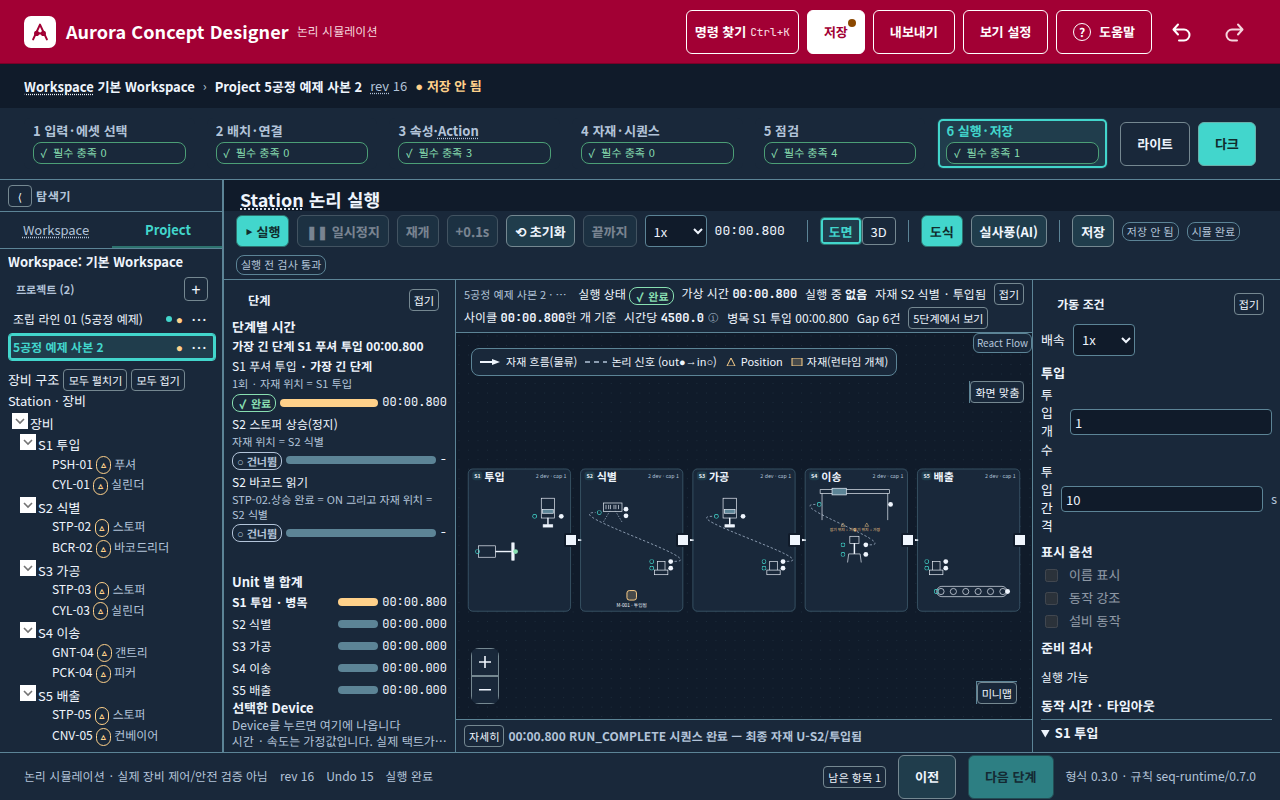 Aurora Concept Designer 논리 시뮬레이션
명령 찾기 Ctrl+K 저장 내보내기 보기 설정 ? 도움말
Workspace 기본 Workspace › Project 5공정 예제 사본 2 rev 16 ● 저장 안 됨
1 입력·에셋 선택 2 배치·연결 3 속성·Action 4 자재·시퀀스 5 점검 6 실행·저장
✓ 필수 충족 0 ✓ 필수 충족 0 ✓ 필수 충족 3 ✓ 필수 충족 0 ✓ 필수 충족 4 ✓ 필수 충족 1
라이트 다크
⟨ 탐색기
Workspace Project
Workspace: 기본 Workspace
프로젝트 (2) +
조립 라인 01 (5공정 예제) ● ● ⋯
5공정 예제 사본 2 ● ⋯
장비 구조 모두 펼치기 모두 접기
Station · 장비
장비
S1 투입
PSH-01 푸셔
CYL-01 실린더
S2 식별
STP-02 스토퍼
BCR-02 바코드리더
S3 가공
STP-03 스토퍼
CYL-03 실린더
S4 이송
GNT-04 갠트리
PCK-04 피커
S5 배출
STP-05 스토퍼
CNV-05 컨베이어
Station 논리 실행
▸ 실행 ❚❚ 일시정지 재개 +0.1s ⟲ 초기화 끝까지 1x 00:00.800 도면 3D 도식 실사풍(AI) 저장 저장 안 됨 시뮬 완료
실행 전 검사 통과
단계 접기
단계별 시간
가장 긴 단계 S1 푸셔 투입 00:00.800
S1 푸셔 투입 · 가장 긴 단계
1회 · 자재 위치 = S1 투입
✓ 완료 00:00.800
S2 스토퍼 상승(정지)
자재 위치 = S2 식별
○ 건너뜀 –
S2 바코드 읽기
STP-02.상승 완료 = ON 그리고 자재 위치 =
S2 식별
○ 건너뜀 –
Unit 별 합계
S1 투입 · 병목 00:00.800
S2 식별 00:00.000
S3 가공 00:00.000
S4 이송 00:00.000
S5 배출 00:00.000
선택한 Device
Device를 누르면 여기에 나옵니다
시간 · 속도는 가정값입니다. 실제 택트가⋯
5공정 예제 사본 2 · ⋯ 실행 상태 ✓ 완료 가상 시간 00:00.800 실행 중 없음 자재 S2 식별 · 투입됨 접기
사이클 00:00.800한 개 기준 시간당 4500.0 ⓘ 병목 S1 투입 00:00.800 Gap 6건 5단계에서 보기
React Flow
자재 흐름(물류) 논리 신호 (out●→in○) △ Position 자재(런타임 개체)
화면 맞춤
S1 투입 2 dev · cap 1
S2 식별 2 dev · cap 1
S3 가공 2 dev · cap 1
S4 이송 2 dev · cap 1
S5 배출 2 dev · cap 1
M-001 · 투입됨
+
−
미니맵
자세히 00:00.800 RUN_COMPLETE 시퀀스 완료 — 최종 자재 U-S2/투입됨
가동 조건 접기
배속 1x
투입
투입 개수 1
투입 간격 10 s
표시 옵션
이름 표시
동작 강조
설비 동작
준비 검사
실행 가능
동작 시간 · 타임아웃
▼ S1 투입
논리 시뮬레이션 · 실제 장비 제어/안전 검증 아님 rev 16 Undo 15 실행 완료
남은 항목 1 이전 다음 단계 형식 0.3.0 · 규칙 seq-runtime/0.7.0